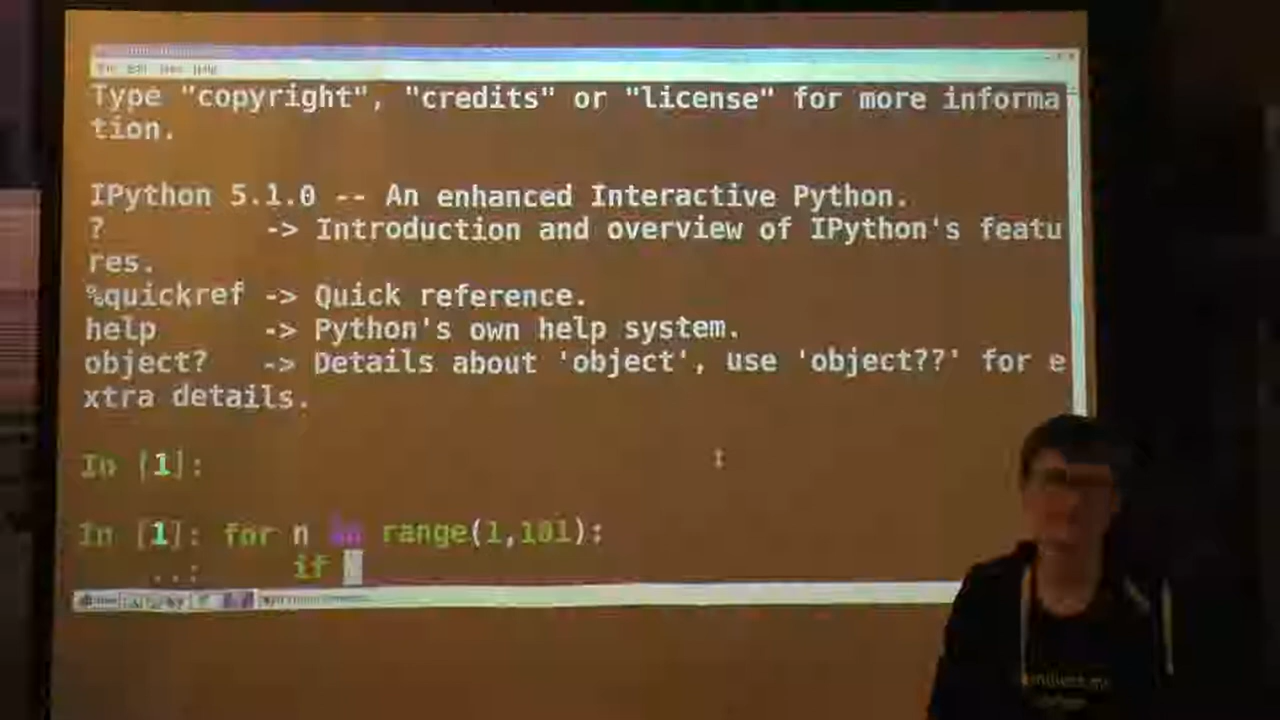 Type "copyright", "credits" or "license" for more informa
tion.
IPython 5.1.0 -- An enhanced Interactive Python.
? -> Introduction and overview of IPython's featu
res.
%quickref -> Quick reference.
help -> Python's own help system.
object? -> Details about 'object', use 'object??' for e
xtra details.
In [1]:
In [1]: for n in range(1,101):
...: if